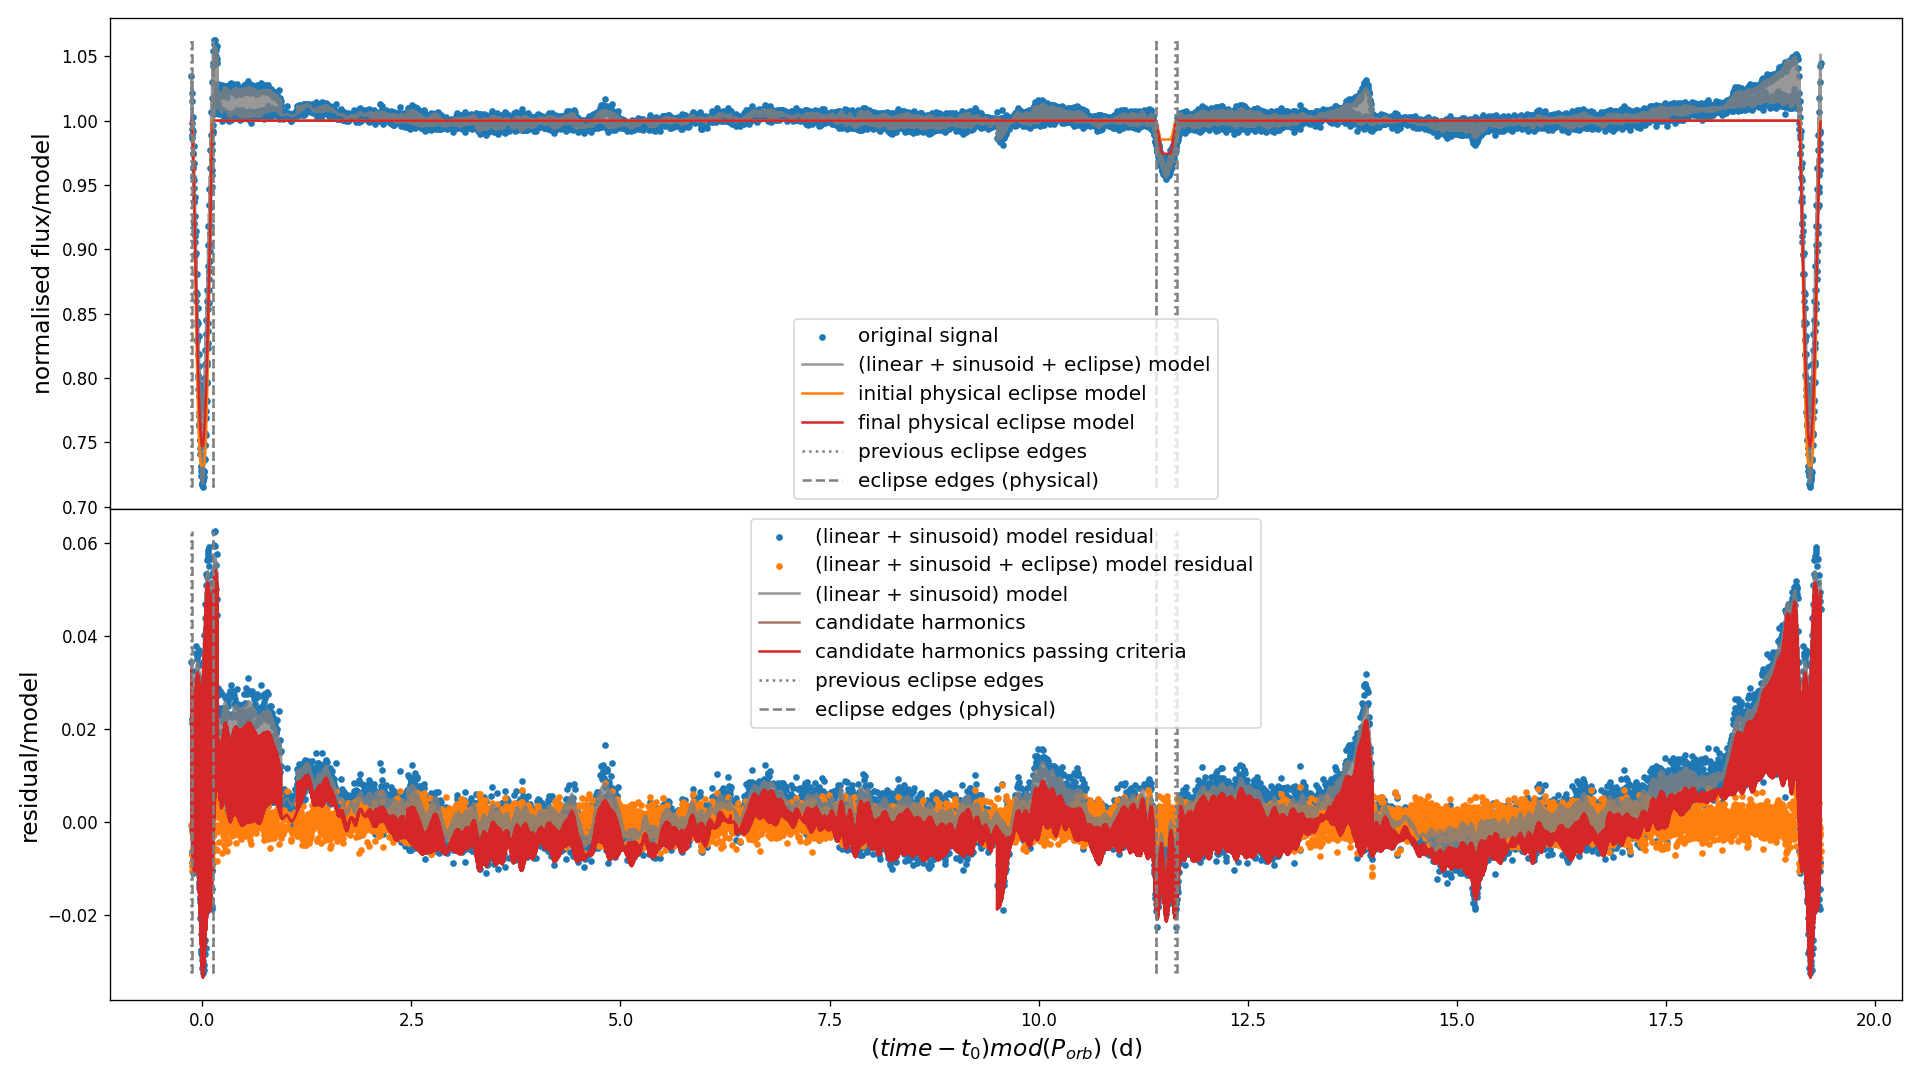 normalised flux/model
1.05
1.00
0.95
0.90
0.85
0.80
0.75
0.70
original signal
(linear + sinusoid + eclipse) model
initial physical eclipse model
final physical eclipse model
previous eclipse edges
eclipse edges (physical)
residual/model
0.06
0.04
0.02
0.00
−0.02
(linear + sinusoid) model residual
(linear + sinusoid + eclipse) model residual
(linear + sinusoid) model
candidate harmonics
candidate harmonics passing criteria
previous eclipse edges
eclipse edges (physical)
0.0 2.5 5.0 7.5 10.0 12.5 15.0 17.5 20.0
(time − t₀)mod(P_orb) (d)